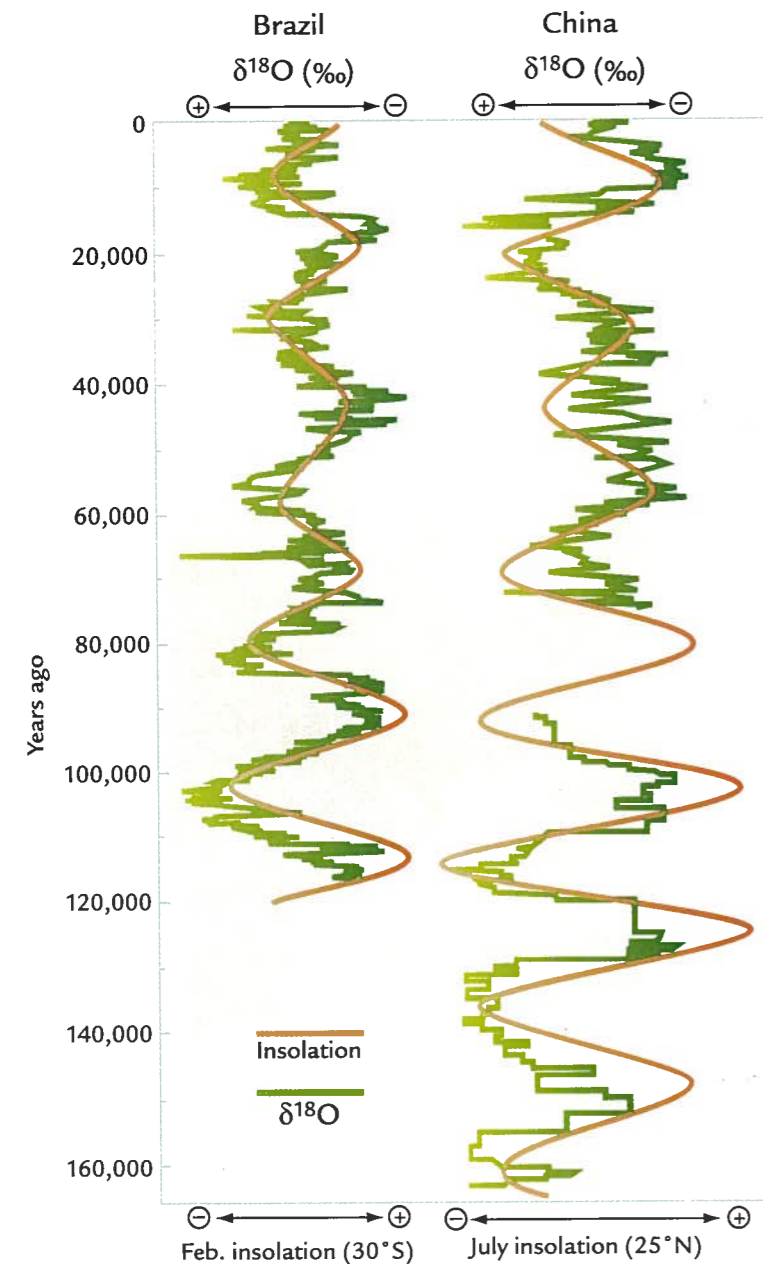 Brazil
China
δ18O (‰)
δ18O (‰)
⊕ ⊖
⊕ ⊖
0
20,000
40,000
60,000
80,000
100,000
120,000
140,000
160,000
Years ago
Insolation
δ18O
⊖ ⊕
⊖ ⊕
Feb. insolation (30°S)
July insolation (25°N)